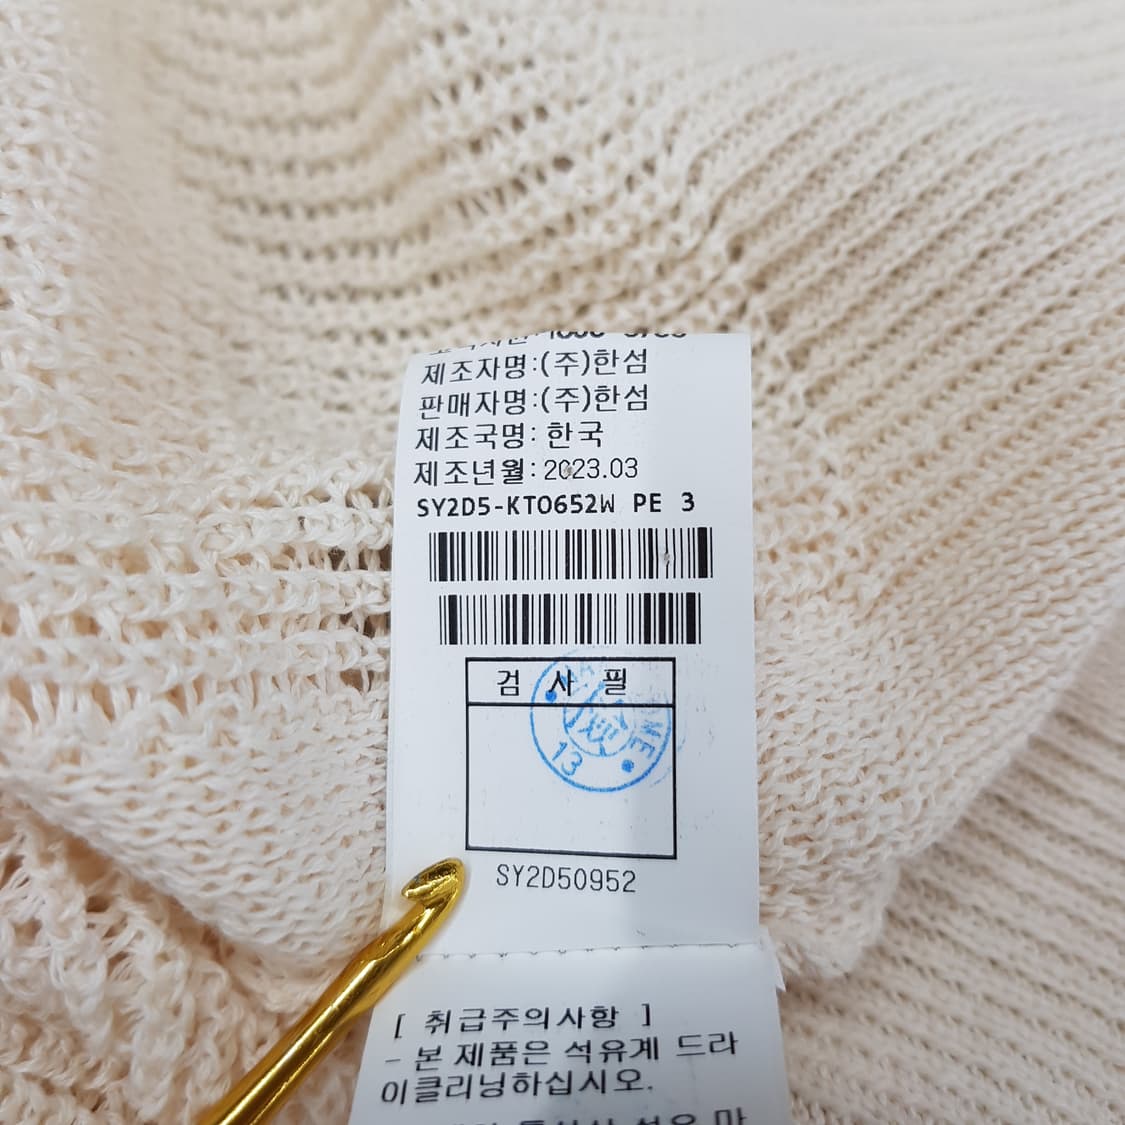 제조자명:(주)한섬
판매자명:(주)한섬
제조국명: 한국
제조년월: 2023.03
SY2D5-KTO652W PE 3
검 사 필
13
SY2D50952
[ 취급주의사항 ]
- 본 제품은 석유계 드라
이클리닝하십시오.